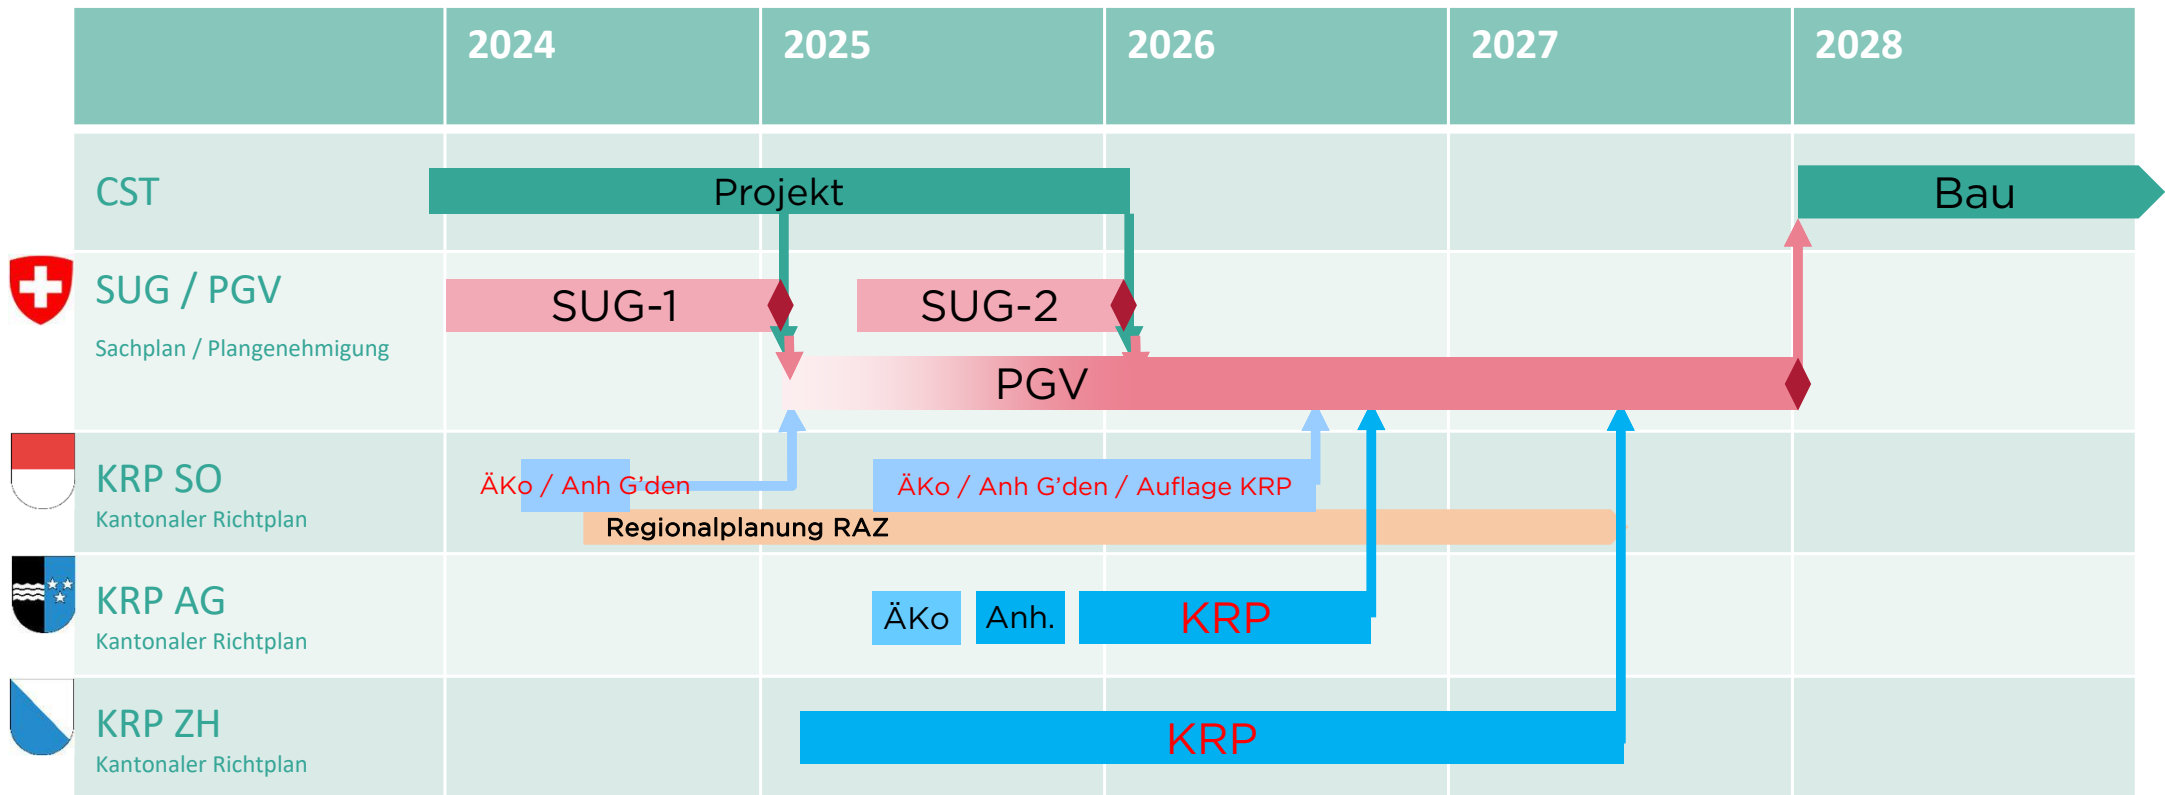 2024 2025 2026 2027 2028
CST
Projekt
Bau
SUG / PGV
Sachplan / Plangenehmigung
SUG-1
SUG-2
PGV
KRP SO
Kantonaler Richtplan
ÄKo / Anh G'den
ÄKo / Anh G'den / Auflage KRP
Regionalplanung RAZ
KRP AG
Kantonaler Richtplan
ÄKo
Anh.
KRP
KRP ZH
Kantonaler Richtplan
KRP